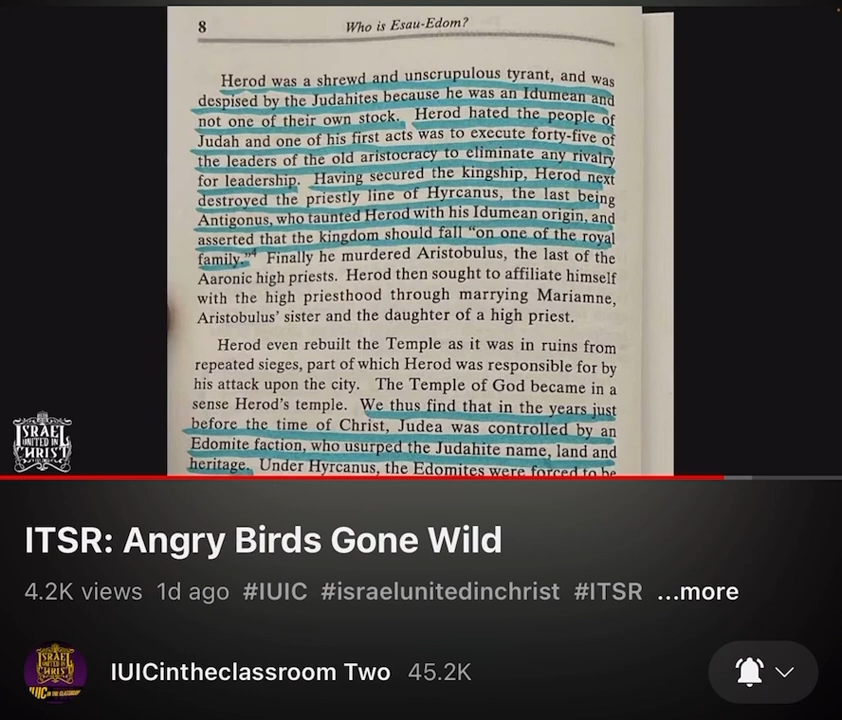 8
Who is Esau-Edom?
Herod was a shrewd and unscrupulous tyrant, and was
despised by the Judahites because he was an Idumean and
not one of their own stock. Herod hated the people of
Judah and one of his first acts was to execute forty-five of
the leaders of the old aristocracy to eliminate any rivalry
for leadership. Having secured the kingship, Herod next
destroyed the priestly line of Hyrcanus, the last being
Antigonus, who taunted Herod with his Idumean origin, and
asserted that the kingdom should fall "on one of the royal
family."⁴ Finally he murdered Aristobulus, the last of the
Aaronic high priests. Herod then sought to affiliate himself
with the high priesthood through marrying Mariamne,
Aristobulus' sister and the daughter of a high priest.
Herod even rebuilt the Temple as it was in ruins from
repeated sieges, part of which Herod was responsible for by
his attack upon the city. The Temple of God became in a
sense Herod's temple. We thus find that in the years just
before the time of Christ, Judea was controlled by an
Edomite faction, who usurped the Judahite name, land and
heritage. Under Hyrcanus, the Edomites were forced to be
ISRAEL
UNITED IN
CHRIST
ITSR: Angry Birds Gone Wild
4.2K views 1d ago #IUIC #israelunitedinchrist #ITSR ...more
ISRAEL
UNITED IN
CHRIST
IUICintheclassroom Two 45.2K